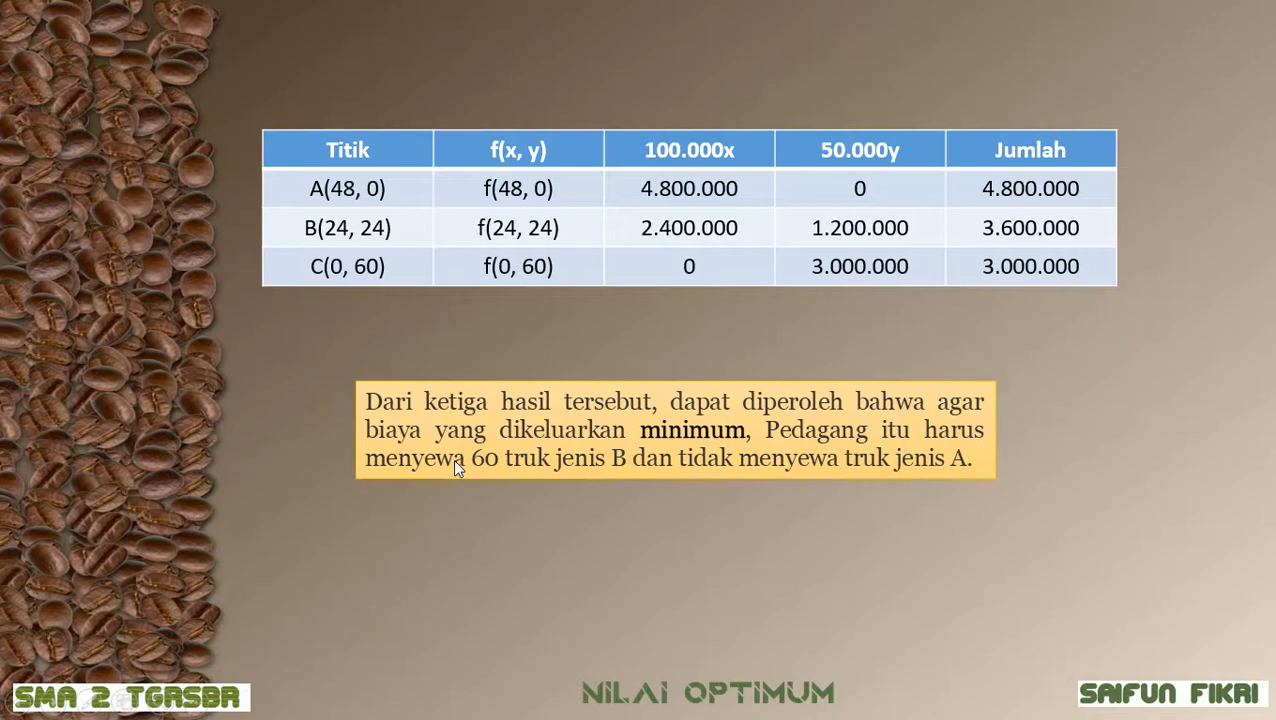 Titik f(x, y) 100.000x 50.000y Jumlah
A(48, 0) f(48, 0) 4.800.000 0 4.800.000
B(24, 24) f(24, 24) 2.400.000 1.200.000 3.600.000
C(0, 60) f(0, 60) 0 3.000.000 3.000.000
Dari ketiga hasil tersebut, dapat diperoleh bahwa agar
biaya yang dikeluarkan minimum, Pedagang itu harus
menyewa 60 truk jenis B dan tidak menyewa truk jenis A.
SMA 2 TGRSBR NILAI OPTIMUM SAIFUN FIKRI